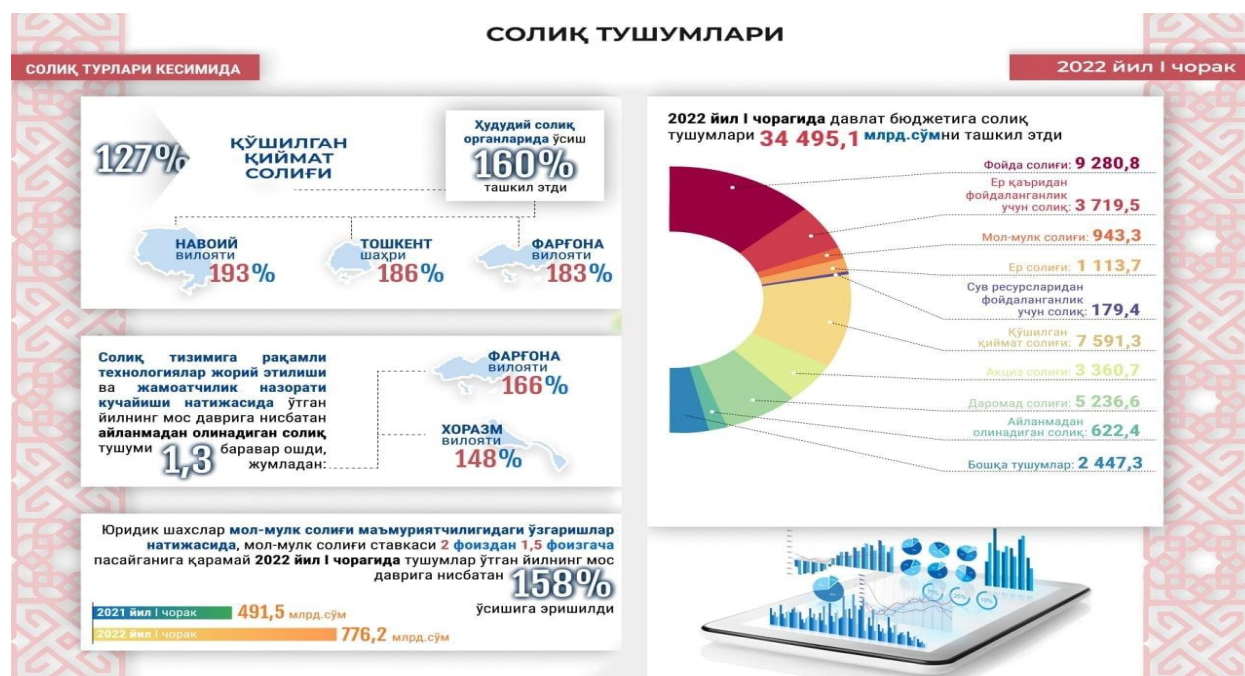 СОЛИҚ ТУШУМЛАРИ
СОЛИҚ ТУРЛАРИ КЕСИМИДА
2022 йил I чорак
127%
ҚЎШИЛГАН
ҚИЙМАТ
СОЛИҒИ
Ҳудудий солиқ
органларида ўсиш
160%
ташкил этди
НАВОИЙ
вилояти
193%
ТОШКЕНТ
шаҳри
186%
ФАРҒОНА
вилояти
183%
Солиқ тизимига рақамли
технологиялар жорий этилиши
ва жамоатчилик назорати
кучайиши натижасида ўтган
йилнинг мос даврига нисбатан
айланмадан олинадиган солиқ
тушуми 1,3 баравар ошди,
жумладан:
ФАРҒОНА
вилояти
166%
ХОРАЗМ
вилояти
148%
Юридик шахслар мол-мулк солиғи маъмуриятчилигидаги ўзгаришлар
натижасида, мол-мулк солиғи ставкаси 2 фоиздан 1,5 фоизгача
пасайганига қарамай 2022 йил I чорагида тушумлар ўтган йилнинг мос
даврига нисбатан 158%
ўсишига эришилди
2021 йил I чорак 491,5 млрд.сўм
2022 йил I чорак 776,2 млрд.сўм
2022 йил I чорагида давлат бюджетига солиқ
тушумлари 34 495,1 млрд.сўмни ташкил этди
Фойда солиғи: 9 280,8
Ер қаъридан
фойдаланганлик
учун солиқ: 3 719,5
Мол-мулк солиғи: 943,3
Ер солиғи: 1 113,7
Сув ресурсларидан
фойдаланганлик
учун солиқ: 179,4
Қўшилган
қиймат солиғи: 7 591,3
Акциз солиғи: 3 360,7
Даромад солиғи: 5 236,6
Айланмадан
олинадиган солиқ: 622,4
Бошқа тушумлар: 2 447,3